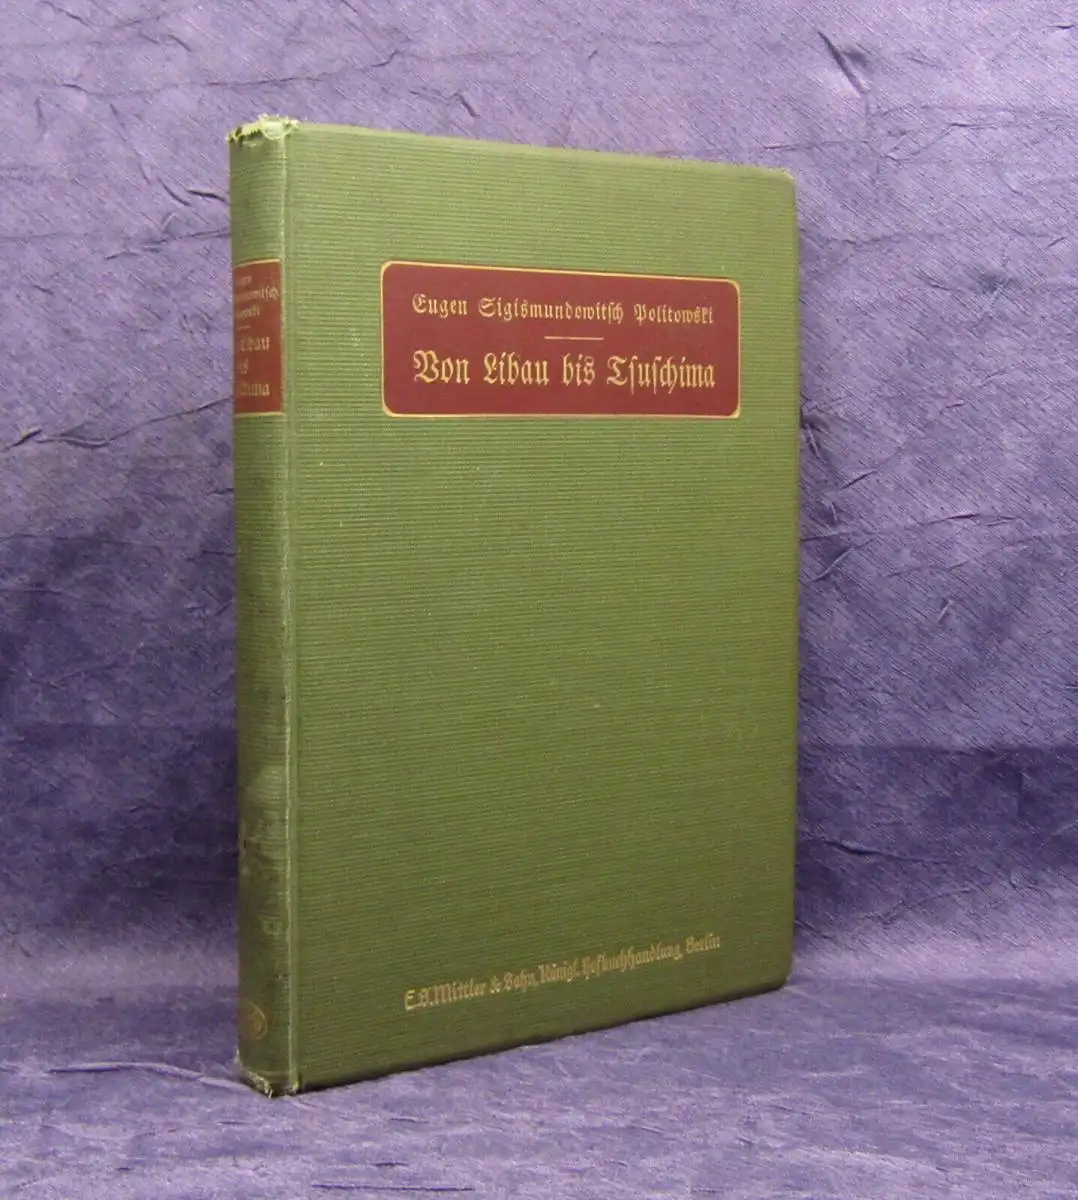 Eugen Sigismundowitsch Politowski
Von Libau bis Tsuschima
E.S. Mittler & Sohn, Königl. Hofbuchhandlung, Berlin